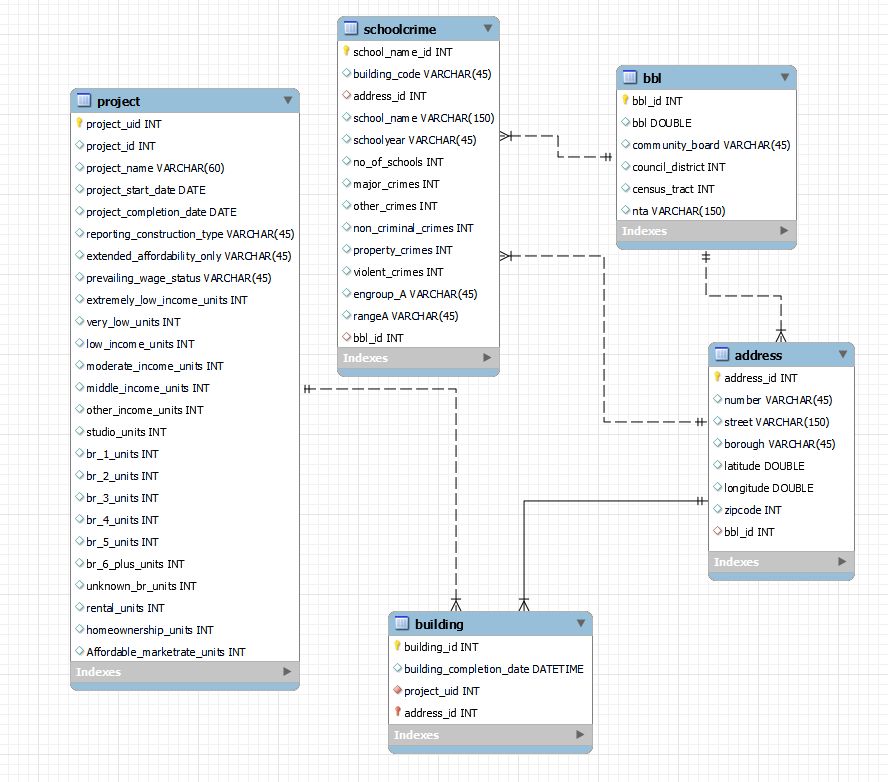 schoolcrime
school_name_id INT
building_code VARCHAR(45)
address_id INT
school_name VARCHAR(150)
schoolyear VARCHAR(45)
no_of_schools INT
major_crimes INT
other_crimes INT
non_criminal_crimes INT
property_crimes INT
violent_crimes INT
engroup_A VARCHAR(45)
rangeA VARCHAR(45)
bbl_id INT
Indexes
bbl
bbl_id INT
bbl DOUBLE
community_board VARCHAR(45)
council_district INT
census_tract INT
nta VARCHAR(150)
Indexes
project
project_uid INT
project_id INT
project_name VARCHAR(60)
project_start_date DATE
project_completion_date DATE
reporting_construction_type VARCHAR(45)
extended_affordability_only VARCHAR(45)
prevailing_wage_status VARCHAR(45)
extremely_low_income_units INT
very_low_units INT
low_income_units INT
moderate_income_units INT
middle_income_units INT
other_income_units INT
studio_units INT
br_1_units INT
br_2_units INT
br_3_units INT
br_4_units INT
br_5_units INT
br_6_plus_units INT
unknown_br_units INT
rental_units INT
homeownership_units INT
Affordable_marketrate_units INT
Indexes
address
address_id INT
number VARCHAR(45)
street VARCHAR(150)
borough VARCHAR(45)
latitude DOUBLE
longitude DOUBLE
zipcode INT
bbl_id INT
Indexes
building
building_id INT
building_completion_date DATETIME
project_uid INT
address_id INT
Indexes